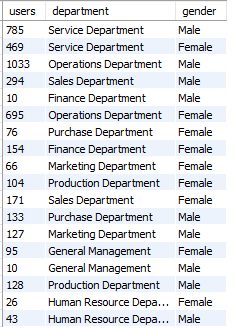 users department gender
785 Service Department Male
469 Service Department Female
1033 Operations Department Male
294 Sales Department Male
10 Finance Department Male
695 Operations Department Female
76 Purchase Department Female
154 Finance Department Female
66 Marketing Department Female
104 Production Department Female
171 Sales Department Female
133 Purchase Department Male
127 Marketing Department Male
95 General Management Female
10 General Management Male
128 Production Department Male
26 Human Resource Depa... Female
43 Human Resource Depa... Male